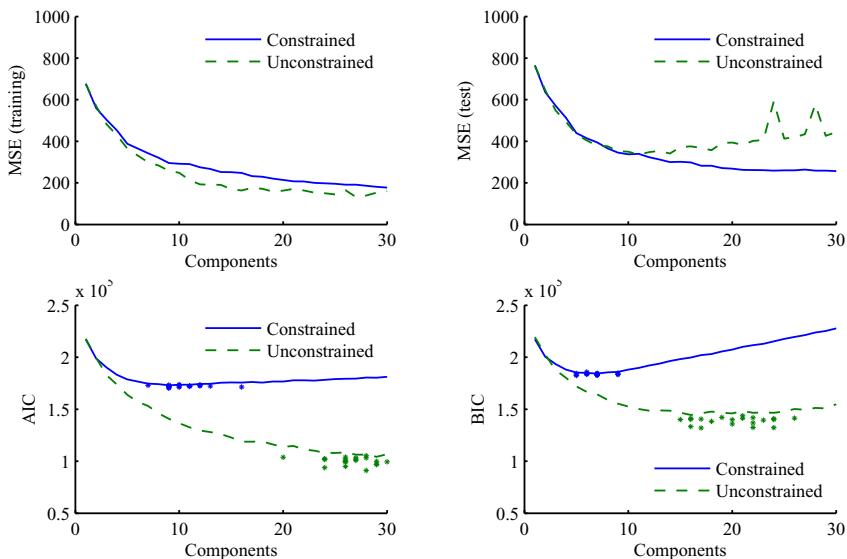 1000
800
600
400
200
0
MSE (training)
0 10 20 30
Components
Constrained
Unconstrained
1000
800
600
400
200
0
MSE (test)
0 10 20 30
Components
Constrained
Unconstrained
x 10^5
2.5
2
1.5
1
0.5
AIC
0 10 20 30
Components
Constrained
Unconstrained
x 10^5
2.5
2
1.5
1
0.5
BIC
0 10 20 30
Components
Constrained
Unconstrained